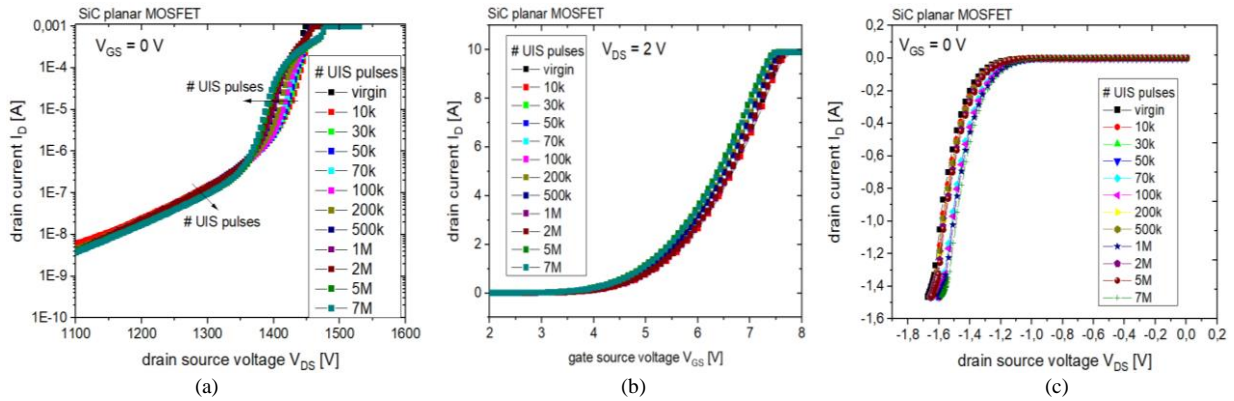 SiC planar MOSFET
V_GS = 0 V
# UIS pulses
# UIS pulses
# UIS pulses
virgin
10k
30k
50k
70k
100k
200k
500k
1M
2M
5M
7M
drain current I_D [A]
0,001
1E-4
1E-5
1E-6
1E-7
1E-8
1E-9
1E-10
1100 1200 1300 1400 1500 1600
drain source voltage V_DS [V]
(a)
SiC planar MOSFET
# UIS pulses
V_DS = 2 V
virgin
10k
30k
50k
70k
100k
200k
500k
1M
2M
5M
7M
drain current I_D [A]
10
8
6
4
2
0
2 3 4 5 6 7 8
gate source voltage V_GS [V]
(b)
SiC planar MOSFET
V_GS = 0 V
# UIS pulses
virgin
10k
30k
50k
70k
100k
200k
500k
1M
2M
5M
7M
drain current I_D [A]
0,2
0,0
-0,2
-0,4
-0,6
-0,8
-1,0
-1,2
-1,4
-1,6
-1,8 -1,6 -1,4 -1,2 -1,0 -0,8 -0,6 -0,4 -0,2 0,0
drain source voltage V_DS [V]
(c)